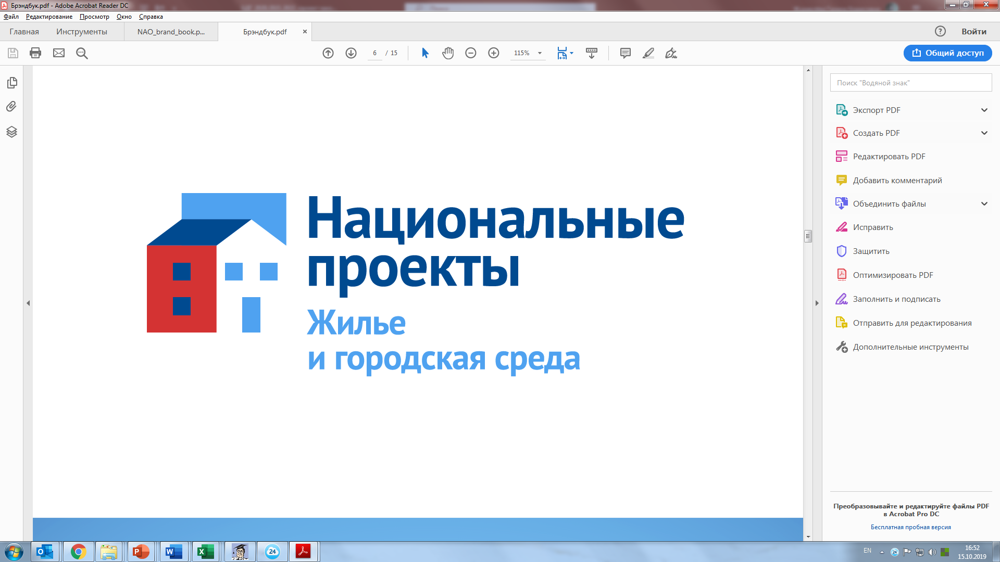 Брэндбук.pdf - Adobe Acrobat Reader DC
Файл Редактирование Просмотр Окно Справка
Главная Инструменты NAO_brand_book.p... Брэндбук.pdf Войти
6 / 15 115% Общий доступ
Поиск "Водяной знак"
Экспорт PDF
Создать PDF
Редактировать PDF
Добавить комментарий
Объединить файлы
Исправить
Защитить
Оптимизировать PDF
Заполнить и подписать
Отправить для редактирования
Дополнительные инструменты
Национальные
проекты
Жилье
и городская среда
Преобразовывайте и редактируйте файлы PDF
в Acrobat Pro DC
Бесплатная пробная версия
24
EN 24 16:52
15.10.2019